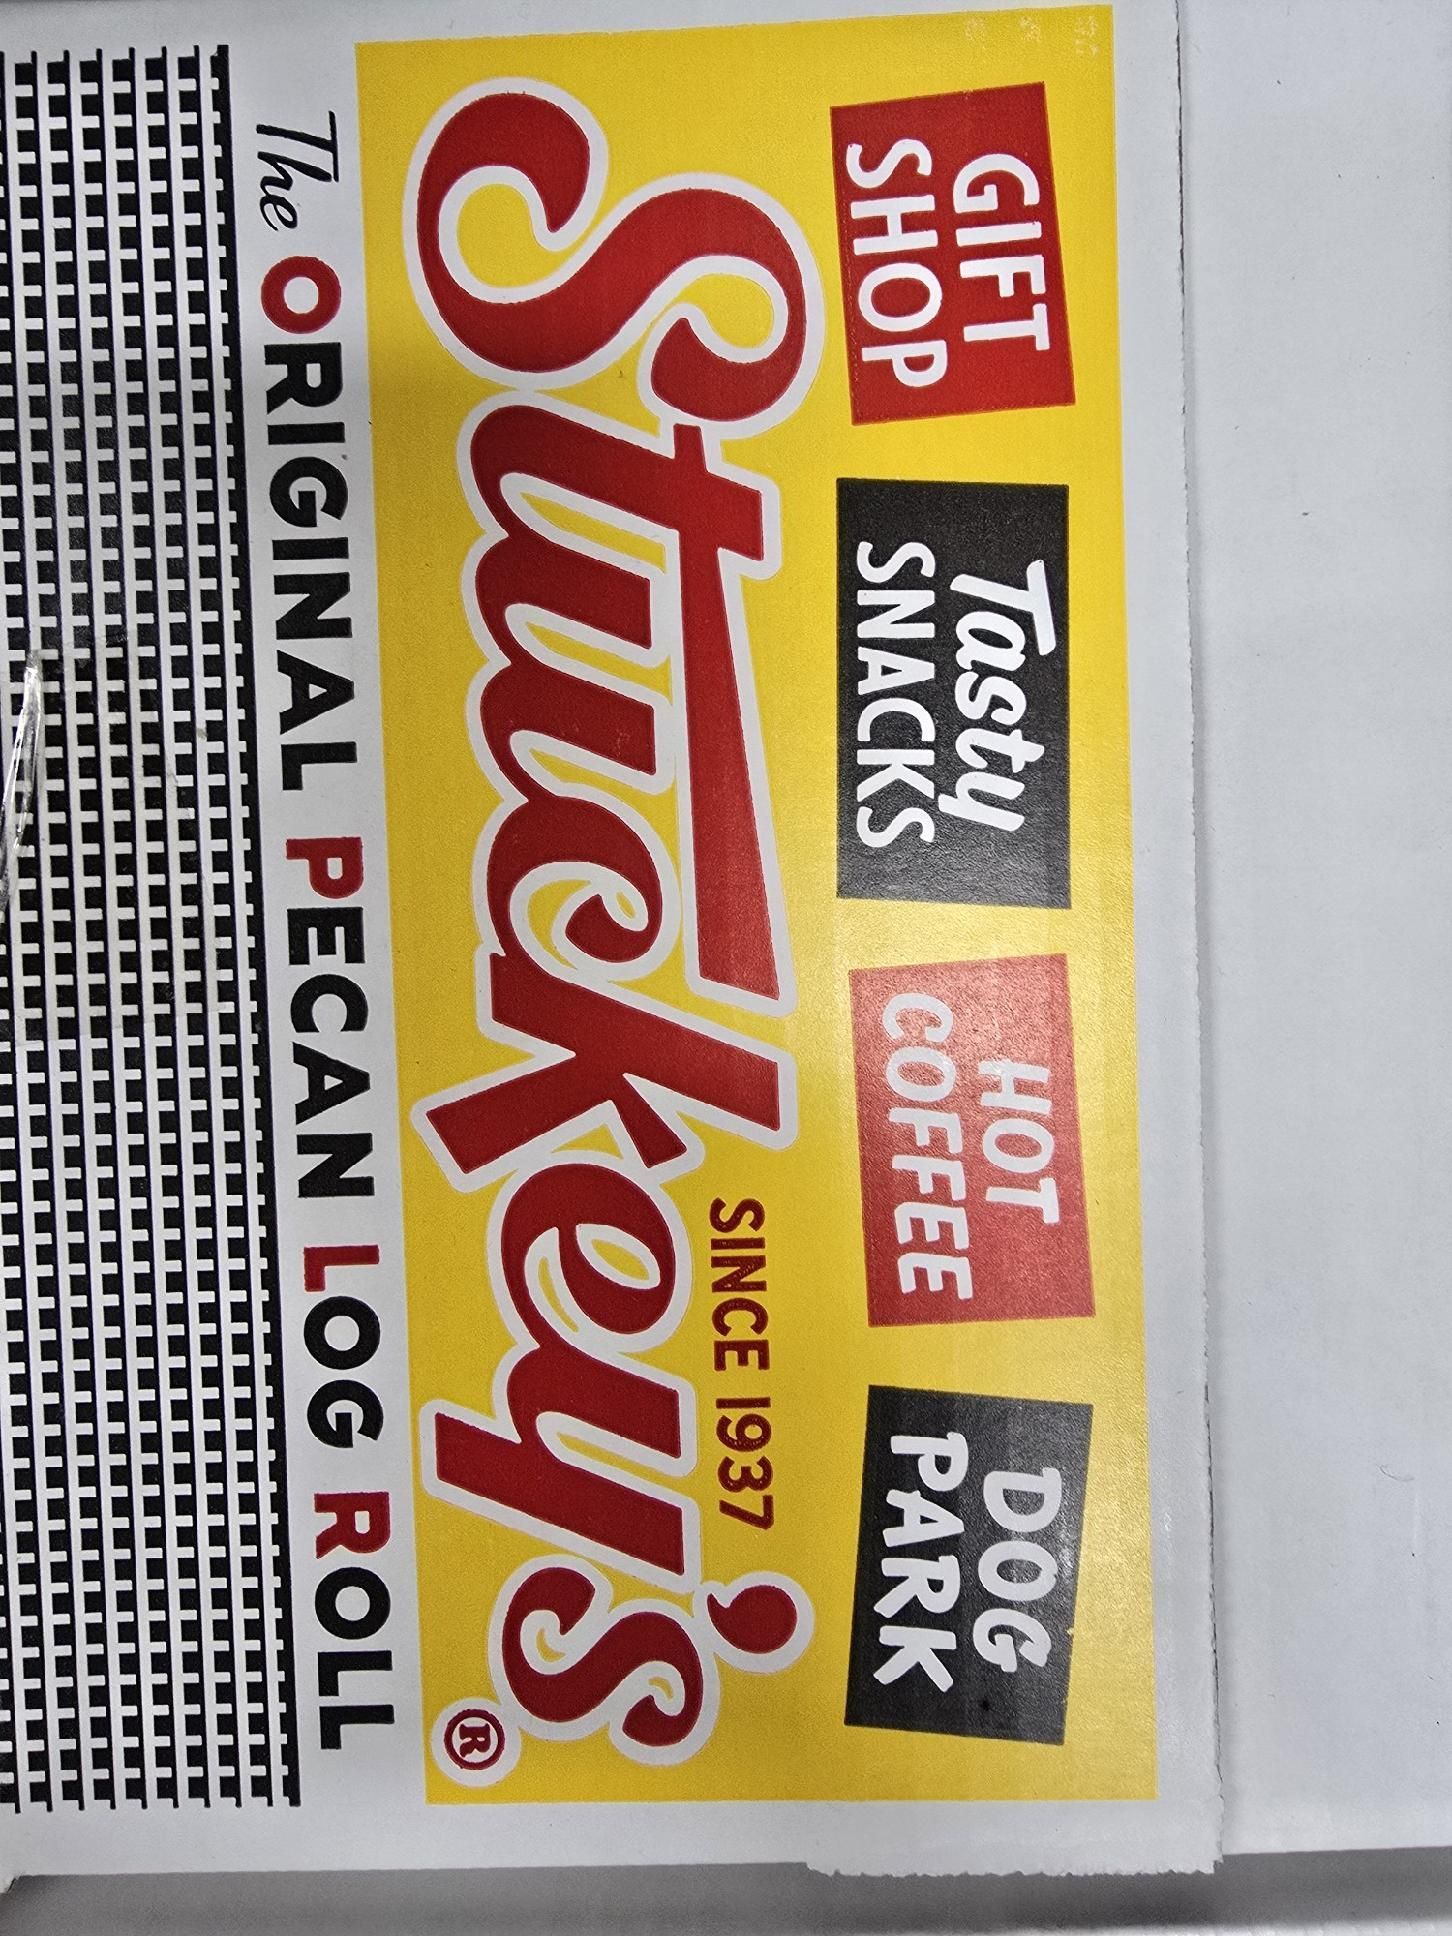 GIFT
SHOP
Tasty
SNACKS
HOT
COFFEE
DOG
PARK
SINCE 1937
Stuckey's®
The ORIGINAL PECAN LOG ROLL